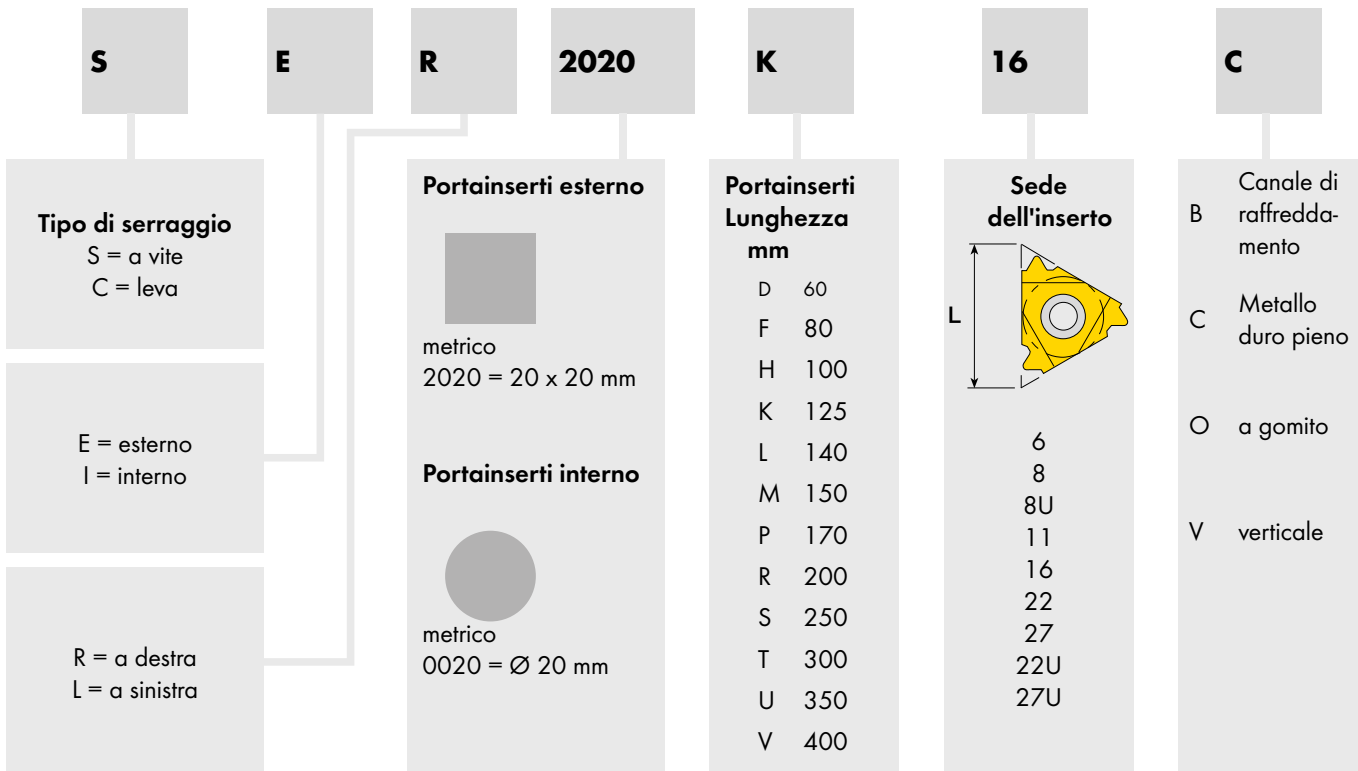 S E R 2020 K 16 C
Tipo di serraggio
S = a vite
C = leva
E = esterno
I = interno
R = a destra
L = a sinistra
Portainserti esterno
metrico
2020 = 20 x 20 mm
Portainserti interno
metrico
0020 = Ø 20 mm
Portainserti
Lunghezza
mm
D 60
F 80
H 100
K 125
L 140
M 150
P 170
R 200
S 250
T 300
U 350
V 400
Sede
dell'inserto
L
6
8
8U
11
16
22
27
22U
27U
B Canale di
raffredda-
mento
C Metallo
duro pieno
O a gomito
V verticale